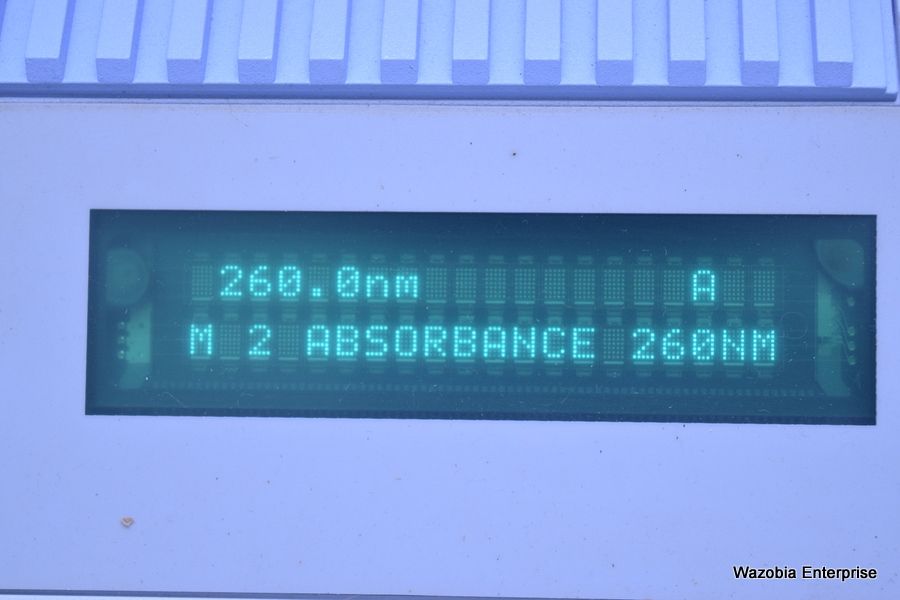 260.0nm A
M 2 ABSORBANCE 260NM
Wazobia Enterprise